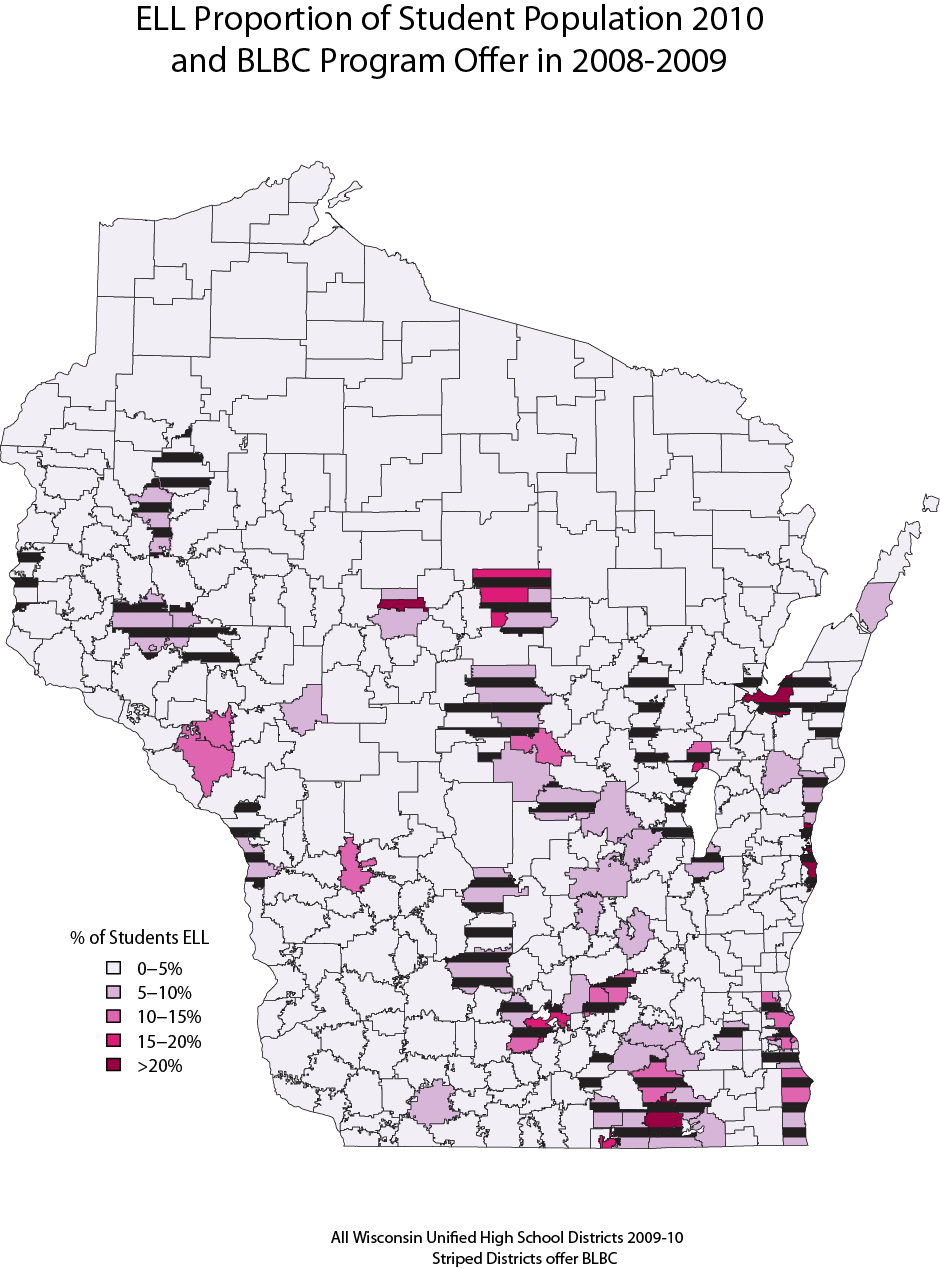 ELL Proportion of Student Population 2010
and BLBC Program Offer in 2008-2009
% of Students ELL
0–5%
5–10%
10–15%
15–20%
>20%
All Wisconsin Unified High School Districts 2009-10
Striped Districts offer BLBC